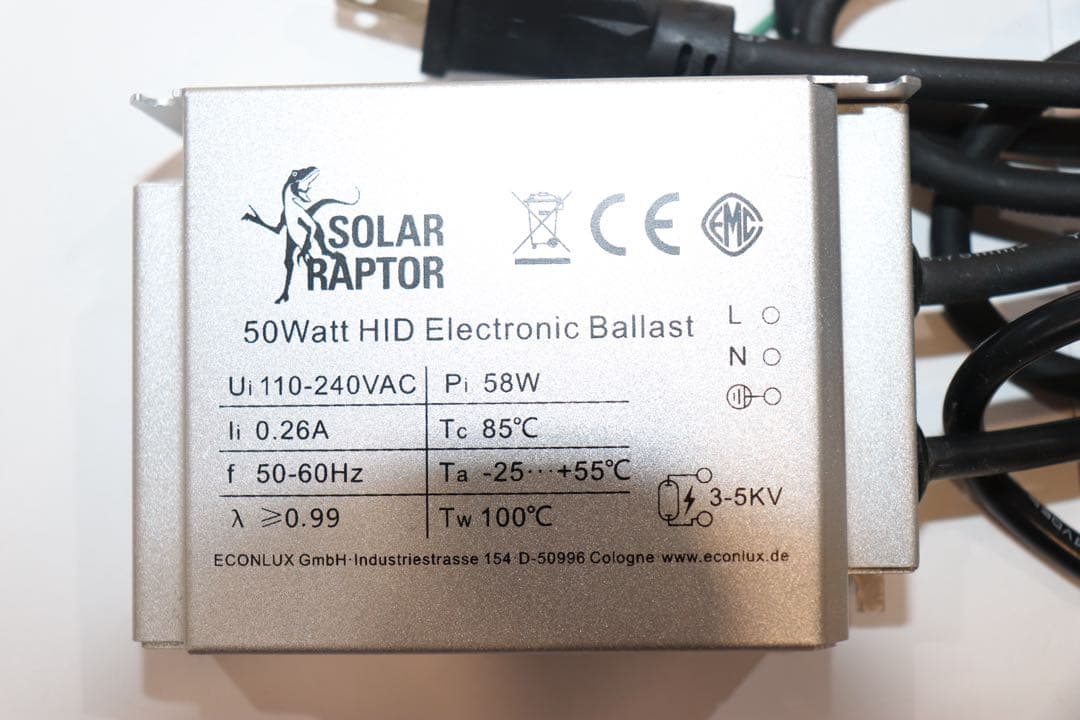 SOLAR
RAPTOR
CE
EMC
50Watt HID Electronic Ballast
L
N
Ui 110-240VAC Pi 58W
Ii 0.26A Tc 85℃
f 50-60Hz Ta -25···+55℃
λ ≥0.99 Tw 100℃
3-5KV
ECONLUX GmbH·Industriestrasse 154·D-50996 Cologne·www.econlux.de